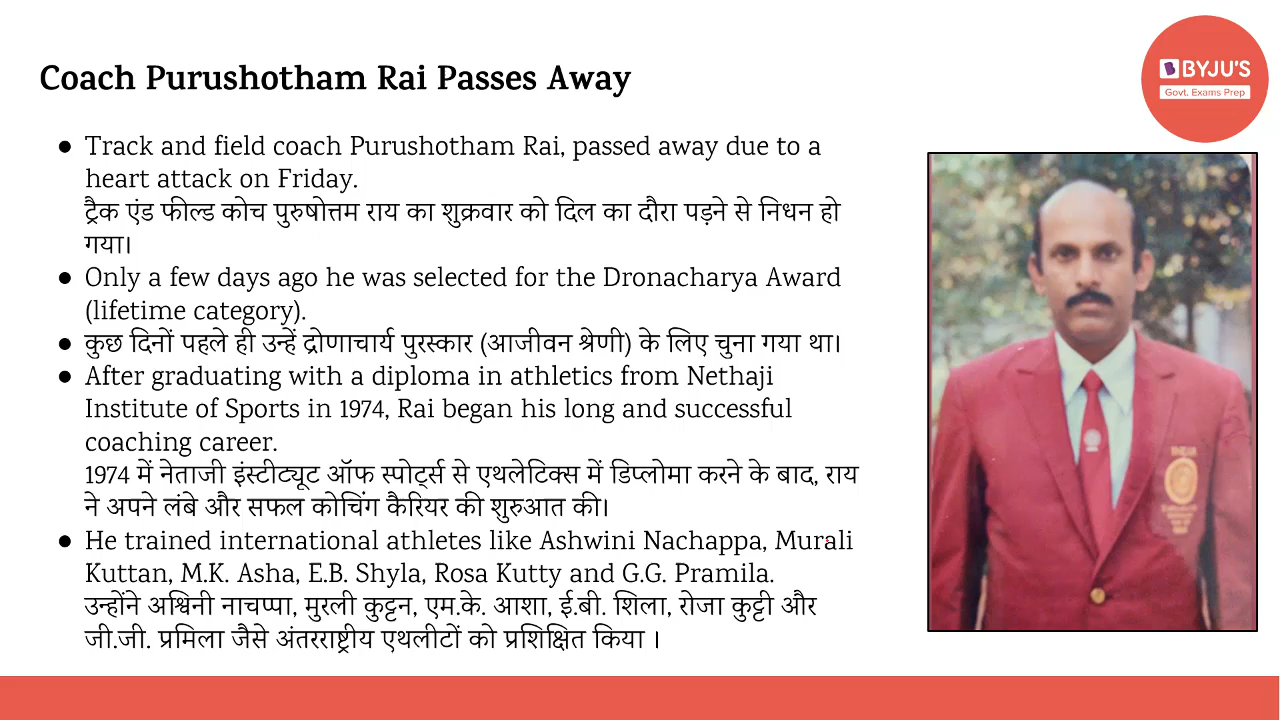 Coach Purushotham Rai Passes Away
BYJU'S
Govt. Exams Prep
● Track and field coach Purushotham Rai, passed away due to a
heart attack on Friday.
ट्रैक एंड फील्ड कोच पुरुषोत्तम राय का शुक्रवार को दिल का दौरा पड़ने से निधन हो
गया।
● Only a few days ago he was selected for the Dronacharya Award
(lifetime category).
● कुछ दिनों पहले ही उन्हें द्रोणाचार्य पुरस्कार (आजीवन श्रेणी) के लिए चुना गया था।
● After graduating with a diploma in athletics from Nethaji
Institute of Sports in 1974, Rai began his long and successful
coaching career.
1974 में नेताजी इंस्टीट्यूट ऑफ स्पोर्ट्स से एथलेटिक्स में डिप्लोमा करने के बाद, राय
ने अपने लंबे और सफल कोचिंग कैरियर की शुरुआत की।
● He trained international athletes like Ashwini Nachappa, Murali
Kuttan, M.K. Asha, E.B. Shyla, Rosa Kutty and G.G. Pramila.
उन्होंने अश्विनी नाचप्पा, मुरली कुट्टन, एम.के. आशा, ई.बी. शिला, रोजा कुट्टी और
जी.जी. प्रमिला जैसे अंतरराष्ट्रीय एथलीटों को प्रशिक्षित किया ।